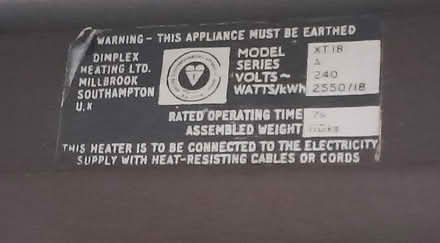 WARNING - THIS APPLIANCE MUST BE EARTHED
DIMPLEX
HEATING LTD.
MILLBROOK
SOUTHAMPTON
U.K
MODEL XT18
SERIES A
VOLTS ~ 240
WATTS/kWh 2550/18
RATED OPERATING TIME
ASSEMBLED WEIGHT
THIS HEATER IS TO BE CONNECTED TO THE ELECTRICITY
SUPPLY WITH HEAT-RESISTING CABLES OR CORDS